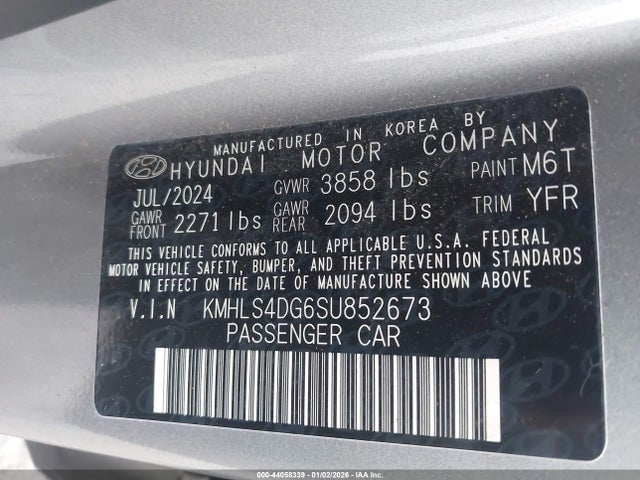 MANUFACTURED IN KOREA BY
HYUNDAI MOTOR COMPANY
JUL/2024 GVWR 3858 lbs PAINT M6T
GAWR FRONT 2271 lbs GAWR REAR 2094 lbs TRIM YFR
THIS VEHICLE CONFORMS TO ALL APPLICABLE U.S.A. FEDERAL
MOTOR VEHICLE SAFETY, BUMPER, AND THEFT PREVENTION STANDARDS
IN EFFECT ON THE DATE OF MANUFACTURE SHOWN ABOVE
V.I.N KMHLS4DG6SU852673
PASSENGER CAR
000-44058339 - 01/02/2026 - IAA Inc.